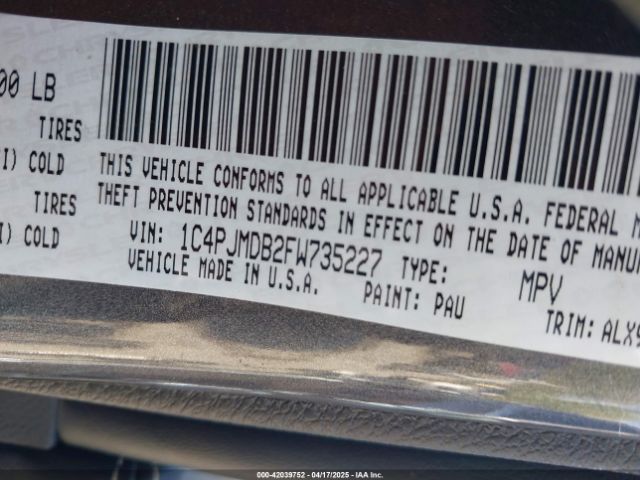 00 LB
TIRES
I) COLD
TIRES
I) COLD
THIS VEHICLE CONFORMS TO ALL APPLICABLE U.S.A. FEDERAL M
THEFT PREVENTION STANDARDS IN EFFECT ON THE DATE OF MANU
VIN: 1C4PJMDB2FW735227 TYPE: MPV
VEHICLE MADE IN U.S.A. PAINT: PAU TRIM: ALX9
000-42039752 - 04/17/2025 - IAA Inc.